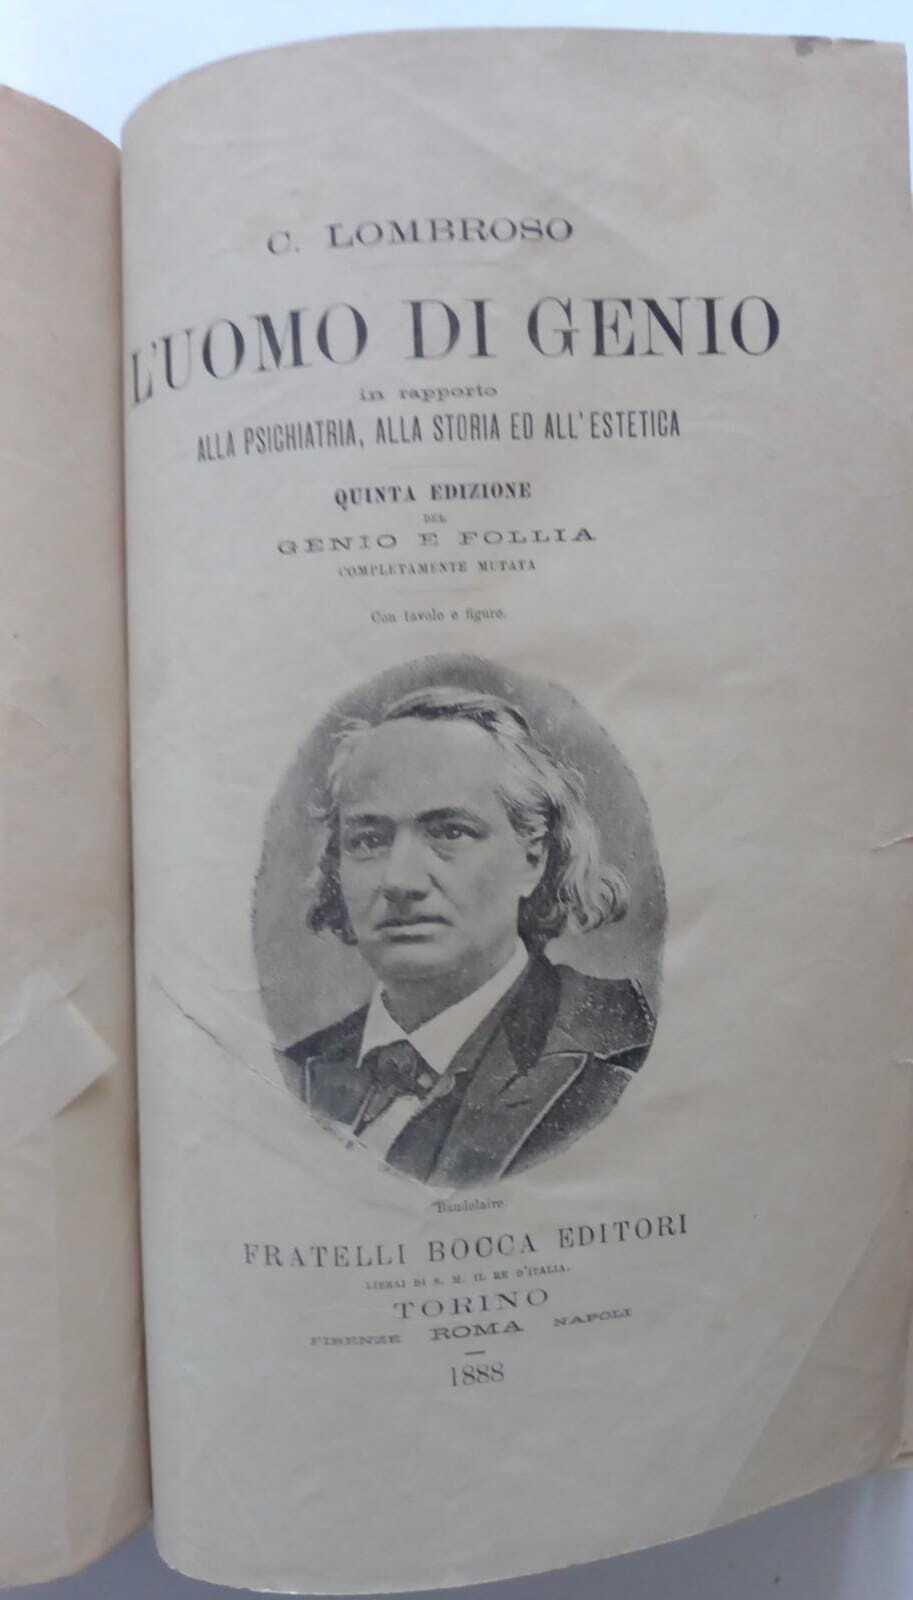 C. LOMBROSO
L'UOMO DI GENIO
in rapporto
ALLA PSICHIATRIA, ALLA STORIA ED ALL'ESTETICA
QUINTA EDIZIONE
DEL
GENIO E FOLLIA
COMPLETAMENTE MUTATA
Con tavole e figure.
Baudelaire.
FRATELLI BOCCA EDITORI
LIBRAI DI S. M. IL RE D'ITALIA.
TORINO
FIRENZE ROMA NAPOLI
1888